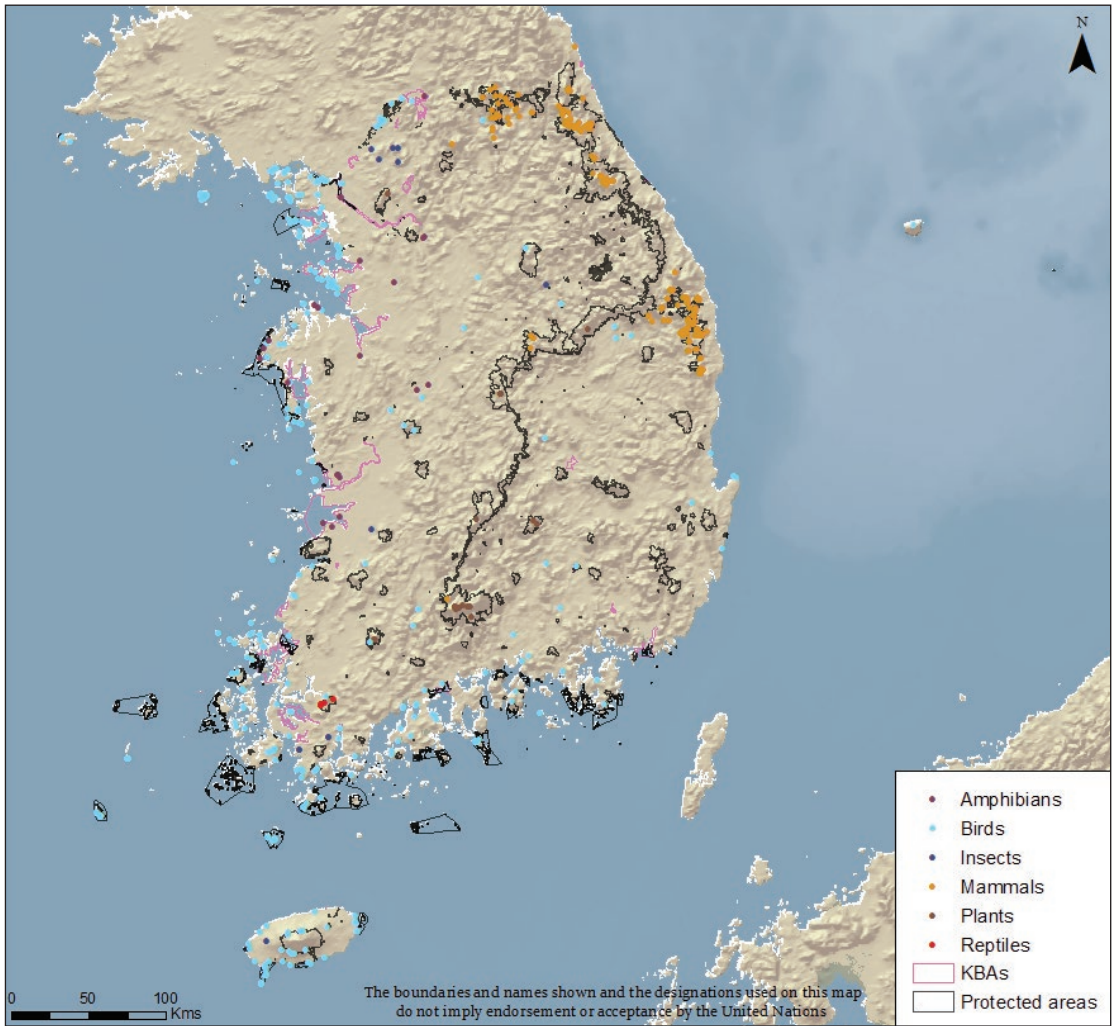 N
Amphibians
Birds
Insects
Mammals
Plants
Reptiles
KBAs
Protected areas
0 50 100
Kms
The boundaries and names shown and the designations used on this map
do not imply endorsement or acceptance by the United Nations